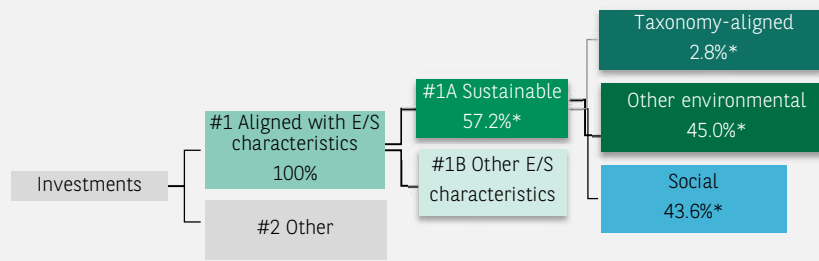 Investments
#1 Aligned with E/S
characteristics
100%
#2 Other
#1A Sustainable
57.2%*
#1B Other E/S
characteristics
Taxonomy-aligned
2.8%*
Other environmental
45.0%*
Social
43.6%*